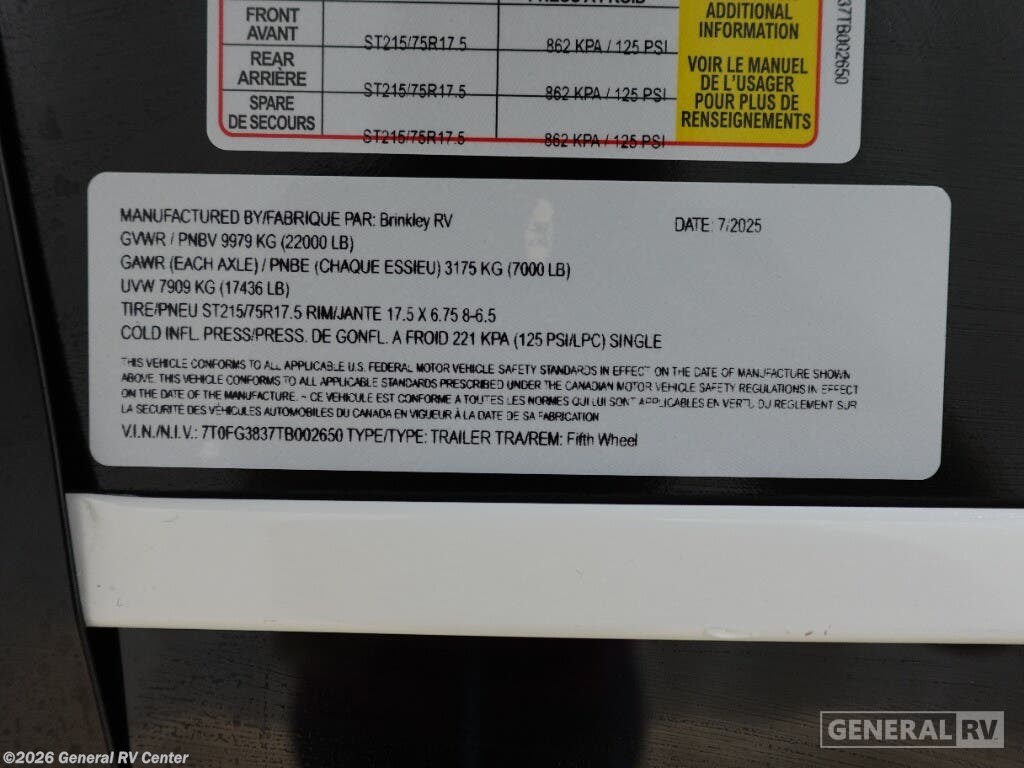 ADDITIONAL
INFORMATION
VOIR LE MANUEL
DE L'USAGER
POUR PLUS DE
RENSEIGNEMENTS
FRONT
AVANT
ST215/75R17.5
862 KPA / 125 PSI
REAR
ARRIÈRE
ST215/75R17.5
862 KPA / 125 PSI
SPARE
DE SECOURS
ST215/75R17.5
862 KPA / 125 PSI
37TB002650
MANUFACTURED BY/FABRIQUE PAR: Brinkley RV DATE: 7/2025
GVWR / PNBV 9979 KG (22000 LB)
GAWR (EACH AXLE) / PNBE (CHAQUE ESSIEU) 3175 KG (7000 LB)
UVW 7909 KG (17436 LB)
TIRE/PNEU ST215/75R17.5 RIM/JANTE 17.5 X 6.75 8-6.5
COLD INFL. PRESS/PRESS. DE GONFL. A FROID 221 KPA (125 PSI/LPC) SINGLE
THIS VEHICLE CONFORMS TO ALL APPLICABLE U.S. FEDERAL MOTOR VEHICLE SAFETY STANDARDS IN EFFECT ON THE DATE OF MANUFACTURE SHOWN
ABOVE. THIS VEHICLE CONFORMS TO ALL APPLICABLE STANDARDS PRESCRIBED UNDER THE CANADIAN MOTOR VEHICLE SAFETY REGULATIONS IN EFFECT
ON THE DATE OF THE MANUFACTURE. ~ CE VEHICULE EST CONFORME A TOUTES LES NORMES QUI LUI SONT APPLICABLES EN VERTU DU REGLEMENT SUR
LA SECURITE DES VÉHICULES AUTOMOBILES DU CANADA EN VIGUEUR À LA DATE DE SA FABRICATION
V.I.N./N.I.V.: 7T0FG3837TB002650 TYPE/TYPE: TRAILER TRA/REM: Fifth Wheel
GENERAL RV
©2026 General RV Center